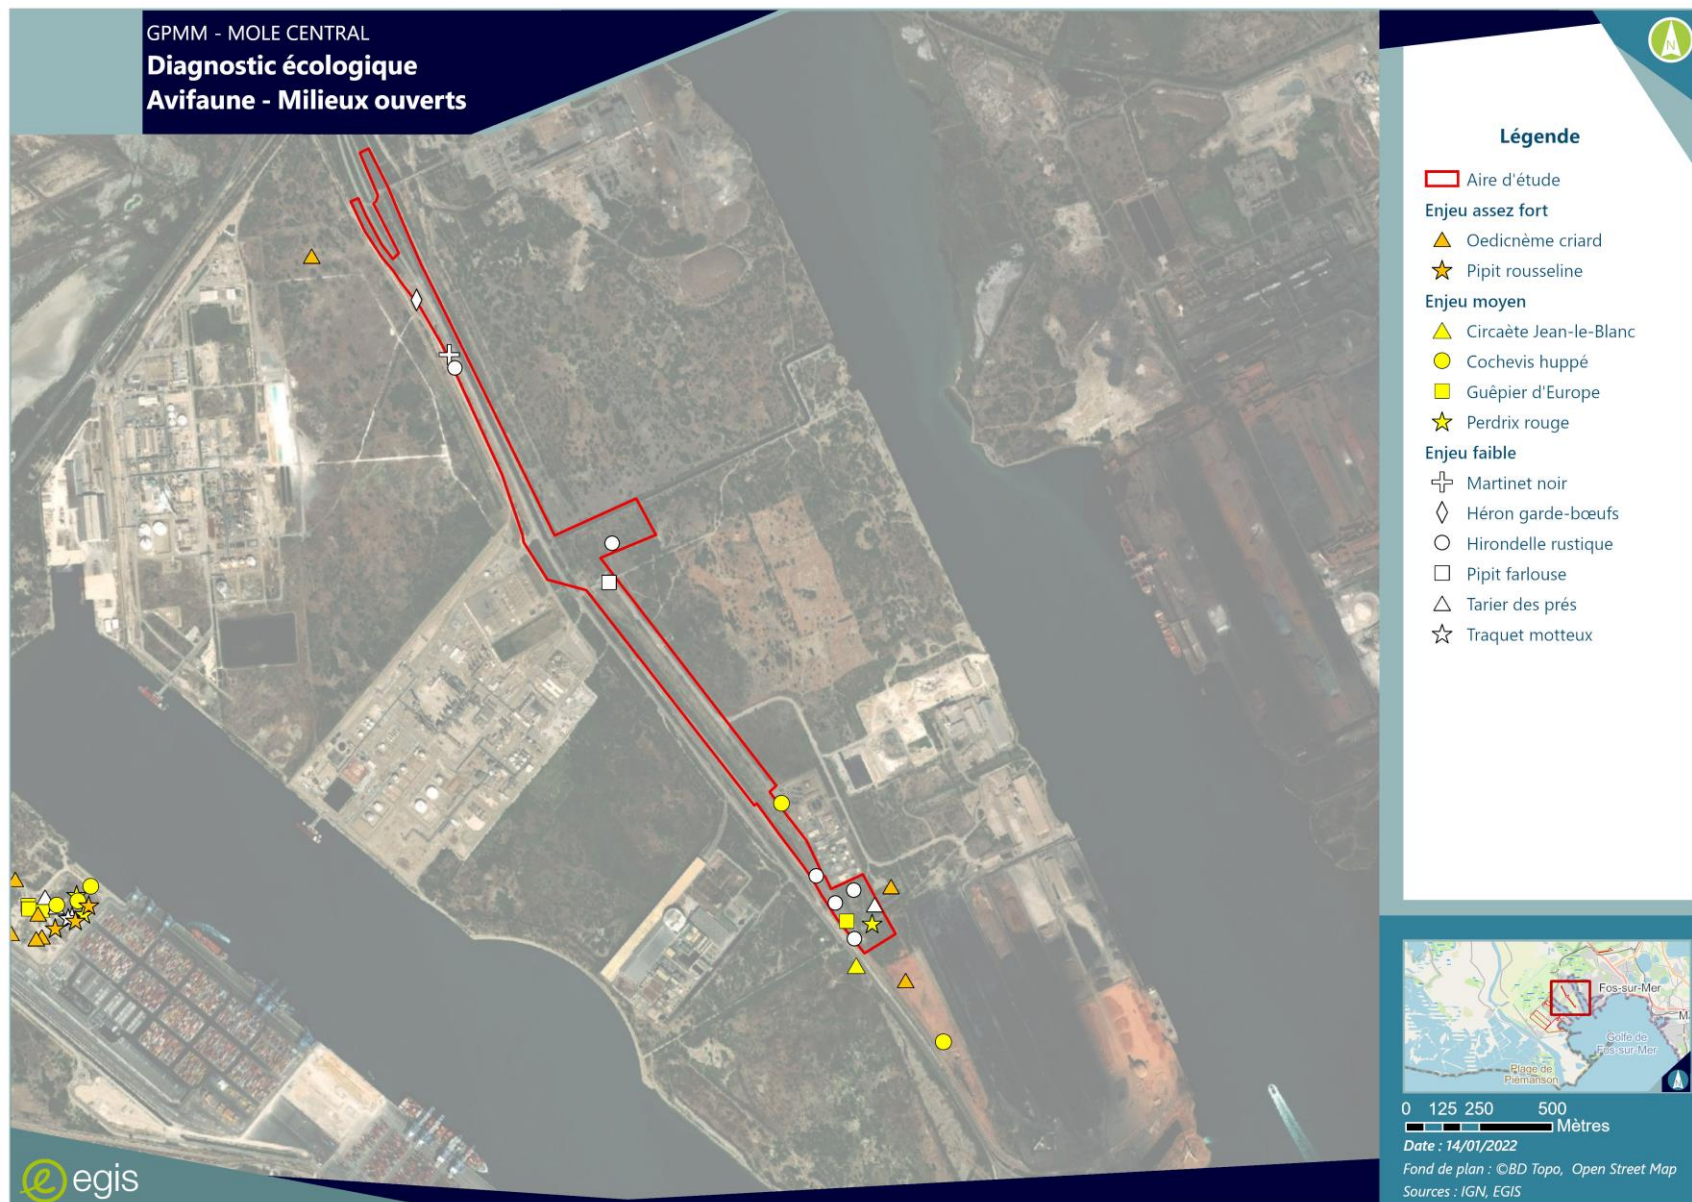 GPMM - MOLE CENTRAL
Diagnostic écologique
Avifaune - Milieux ouverts
N
Légende
Aire d'étude
Enjeu assez fort
Oedicnème criard
Pipit rousseline
Enjeu moyen
Circaète Jean-le-Blanc
Cochevis huppé
Guêpier d'Europe
Perdrix rouge
Enjeu faible
Martinet noir
Héron garde-bœufs
Hirondelle rustique
Pipit farlouse
Tarier des prés
Traquet motteux
Fos-sur-Mer
M
Golfe de
Fos-sur-Mer
Plage de
Piémanson
0 125 250 500
Mètres
Date : 14/01/2022
Fond de plan : ©BD Topo, Open Street Map
Sources : IGN, EGIS
egis